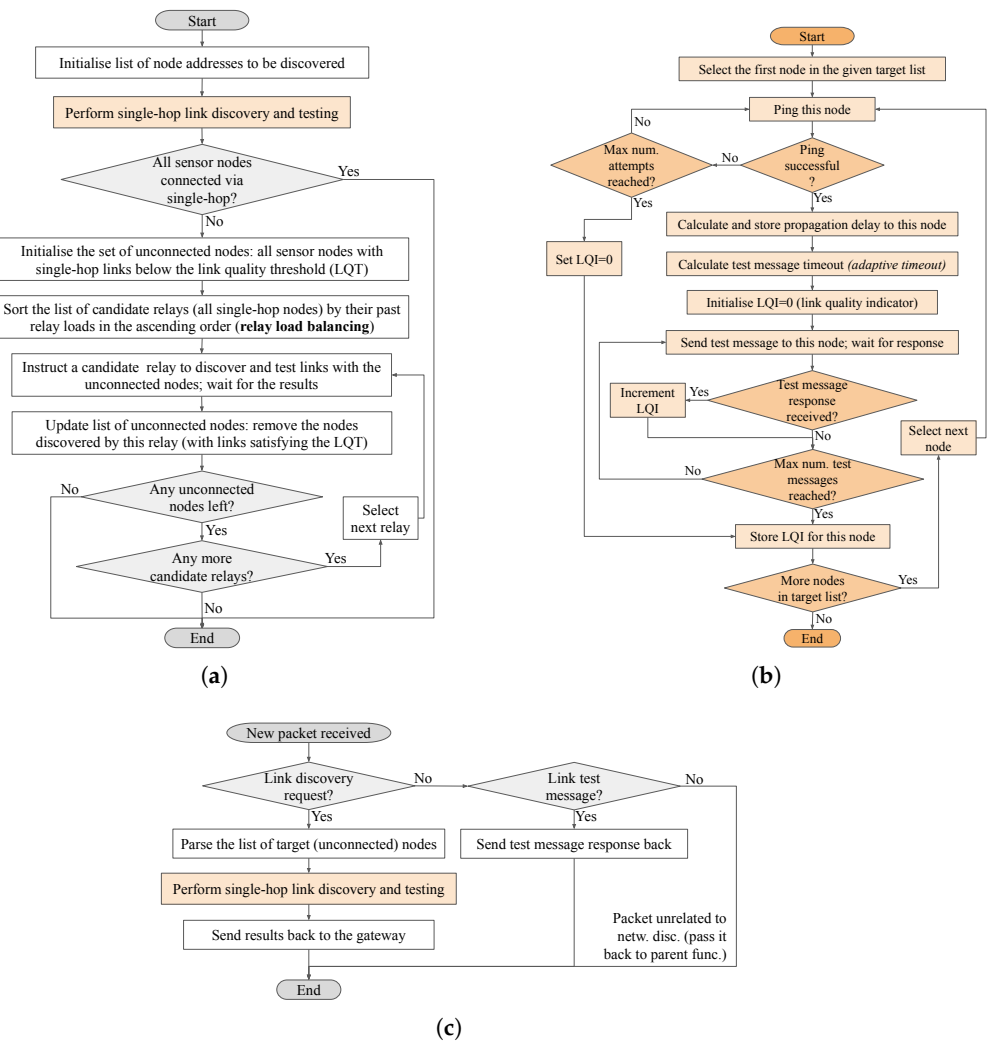 Start
Initialise list of node addresses to be discovered
Perform single-hop link discovery and testing
All sensor nodes
connected via
single-hop?
Yes
No
Initialise the set of unconnected nodes: all sensor nodes with
single-hop links below the link quality threshold (LQT)
Sort the list of candidate relays (all single-hop nodes) by their past
relay loads in the ascending order (relay load balancing)
Instruct a candidate relay to discover and test links with the
unconnected nodes; wait for the results
Update list of unconnected nodes: remove the nodes
discovered by this relay (with links satisfying the LQT)
No
Any unconnected
nodes left?
Yes
Select
next relay
Any more
candidate relays?
Yes
No
End
(a)
Start
Select the first node in the given target list
Ping this node
No
Max num.
attempts
reached?
No
Ping
successful
?
Yes
Yes
Set LQI=0
Calculate and store propagation delay to this node
Calculate test message timeout (adaptive timeout)
Initialise LQI=0 (link quality indicator)
Send test message to this node; wait for response
Increment
LQI
Yes
Test message
response
received?
No
Select next
node
No
Max num. test
messages
reached?
Yes
Store LQI for this node
More nodes
in target list?
Yes
No
End
(b)
New packet received
Link discovery
request?
No
Link test
message?
No
Yes
Yes
Parse the list of target (unconnected) nodes
Send test message response back
Perform single-hop link discovery and testing
Send results back to the gateway
Packet unrelated to
netw. disc. (pass it
back to parent func.)
End
(c)